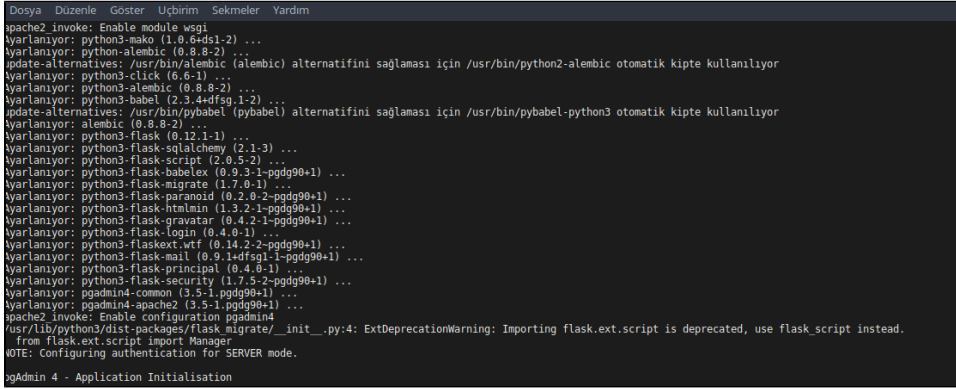 Dosya Düzenle Göster Uçbirim Sekmeler Yardım
apache2_invoke: Enable module wsgi
Ayarlanıyor: python3-mako (1.0.6+ds1-2) ...
Ayarlanıyor: python-alembic (0.8.8-2) ...
update-alternatives: /usr/bin/alembic (alembic) alternatifini sağlaması için /usr/bin/python2-alembic otomatik kipte kullanılıyor
Ayarlanıyor: python3-click (6.6-1) ...
Ayarlanıyor: python3-alembic (0.8.8-2) ...
Ayarlanıyor: python3-babel (2.3.4+dfsg.1-2) ...
update-alternatives: /usr/bin/pybabel (pybabel) alternatifini sağlaması için /usr/bin/pybabel-python3 otomatik kipte kullanılıyor
Ayarlanıyor: alembic (0.8.8-2) ...
Ayarlanıyor: python3-flask (0.12.1-1) ...
Ayarlanıyor: python3-flask-sqlalchemy (2.1-3) ...
Ayarlanıyor: python3-flask-script (2.0.5-2) ...
Ayarlanıyor: python3-flask-babelex (0.9.3-1~pgdg90+1) ...
Ayarlanıyor: python3-flask-migrate (1.7.0-1) ...
Ayarlanıyor: python3-flask-paranoid (0.2.0-2~pgdg90+1) ...
Ayarlanıyor: python3-flask-htmlmin (1.3.2-1~pgdg90+1) ...
Ayarlanıyor: python3-flask-gravatar (0.4.2-1~pgdg90+1) ...
Ayarlanıyor: python3-flask-login (0.4.0-1) ...
Ayarlanıyor: python3-flaskext.wtf (0.14.2-2~pgdg90+1) ...
Ayarlanıyor: python3-flask-mail (0.9.1+dfsg1-1~pgdg90+1) ...
Ayarlanıyor: python3-flask-principal (0.4.0-1) ...
Ayarlanıyor: python3-flask-security (1.7.5-2~pgdg90+1) ...
Ayarlanıyor: pgadmin4-common (3.5-1.pgdg90+1) ...
Ayarlanıyor: pgadmin4-apache2 (3.5-1.pgdg90+1) ...
apache2_invoke: Enable configuration pgadmin4
/usr/lib/python3/dist-packages/flask_migrate/__init__.py:4: ExtDeprecationWarning: Importing flask.ext.script is deprecated, use flask_script instead.
from flask.ext.script import Manager
NOTE: Configuring authentication for SERVER mode.
pgAdmin 4 - Application Initialisation